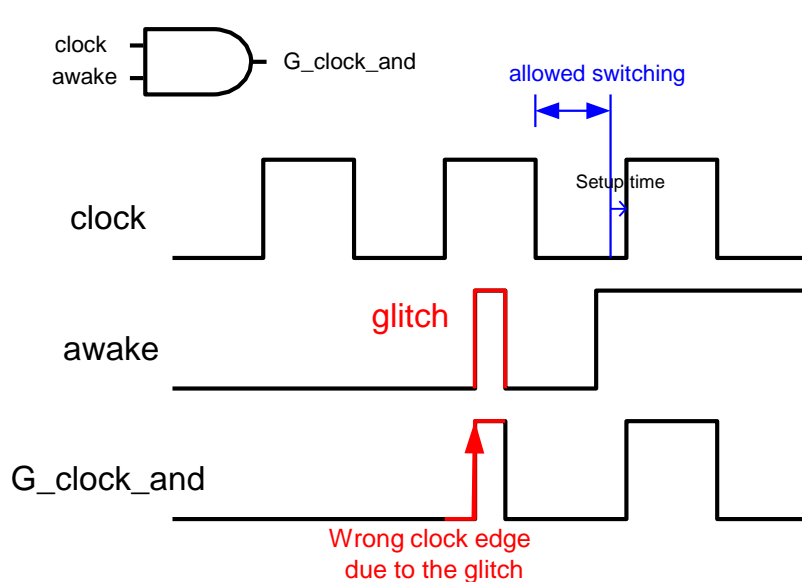 clock
awake
G_clock_and
allowed switching
Setup time
clock
glitch
awake
G_clock_and
Wrong clock edge
due to the glitch